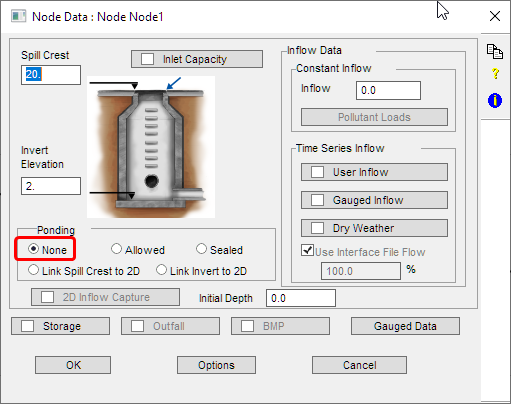 Node Data : Node Node1
Spill Crest
20.
Inlet Capacity
Invert
Elevation
2.
Ponding
None
Allowed
Sealed
Link Spill Crest to 2D
Link Invert to 2D
2D Inflow Capture
Initial Depth
0.0
Inflow Data
Constant Inflow
Inflow
0.0
Pollutant Loads
Time Series Inflow
User Inflow
Gauged Inflow
Dry Weather
Use Interface File Flow
100.0
%
Storage
Outfall
BMP
Gauged Data
OK
Options
Cancel
?
i